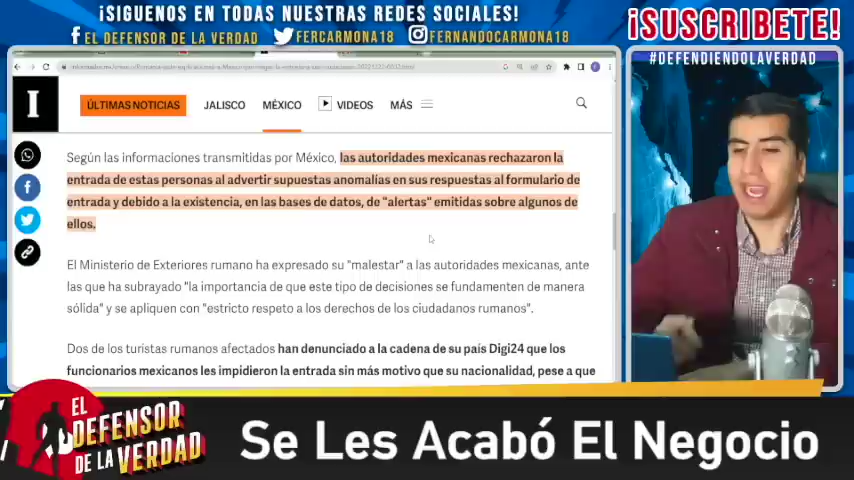 ¡SIGUENOS EN TODAS NUESTRAS REDES SOCIALES!
EL DEFENSOR DE LA VERDAD
FERCARMONA18
FERNANDOCARMONA18
¡SUSCRIBETE!
#DEFENDIENDOLAVERDAD
I
ÚLTIMAS NOTICIAS
JALISCO
MÉXICO
VIDEOS
MÁS
Según las informaciones transmitidas por México, las autoridades mexicanas rechazaron la
entrada de estas personas al advertir supuestas anomalías en sus respuestas al formulario de
entrada y debido a la existencia, en las bases de datos, de "alertas" emitidas sobre algunos de
ellos.
El Ministerio de Exteriores rumano ha expresado su "malestar" a las autoridades mexicanas, ante
las que ha subrayado "la importancia de que este tipo de decisiones se fundamenten de manera
sólida" y se apliquen con "estricto respeto a los derechos de los ciudadanos rumanos".
Dos de los turistas rumanos afectados han denunciado a la cadena de su país Digi24 que los
funcionarios mexicanos les impidieron la entrada sin más motivo que su nacionalidad, pese a que
EL
DEFENSOR
DE LA VERDAD
Se Les Acabó El Negocio